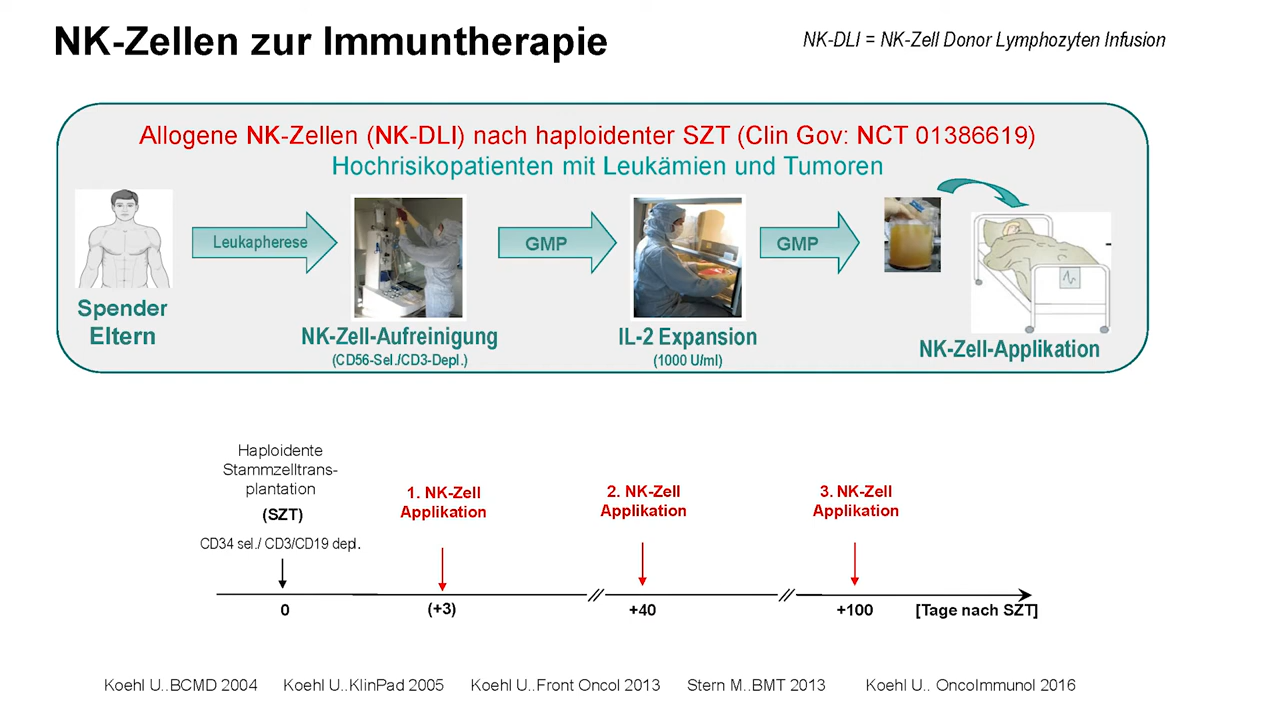 NK-Zellen zur Immuntherapie
NK-DLI = NK-Zell Donor Lymphozyten Infusion
Allogene NK-Zellen (NK-DLI) nach haploidenter SZT (Clin Gov: NCT 01386619)
Hochrisikopatienten mit Leukämien und Tumoren
Leukapherese
GMP
GMP
Spender
Eltern
NK-Zell-Aufreinigung
(CD56-Sel./CD3-Depl.)
IL-2 Expansion
(1000 U/ml)
NK-Zell-Applikation
Haploidente
Stammzelltrans-
plantation
(SZT)
CD34 sel./ CD3/CD19 depl.
1. NK-Zell
Applikation
2. NK-Zell
Applikation
3. NK-Zell
Applikation
0
(+3)
+40
+100
[Tage nach SZT]
Koehl U..BCMD 2004
Koehl U..KlinPad 2005
Koehl U..Front Oncol 2013
Stern M..BMT 2013
Koehl U.. OncoImmunol 2016